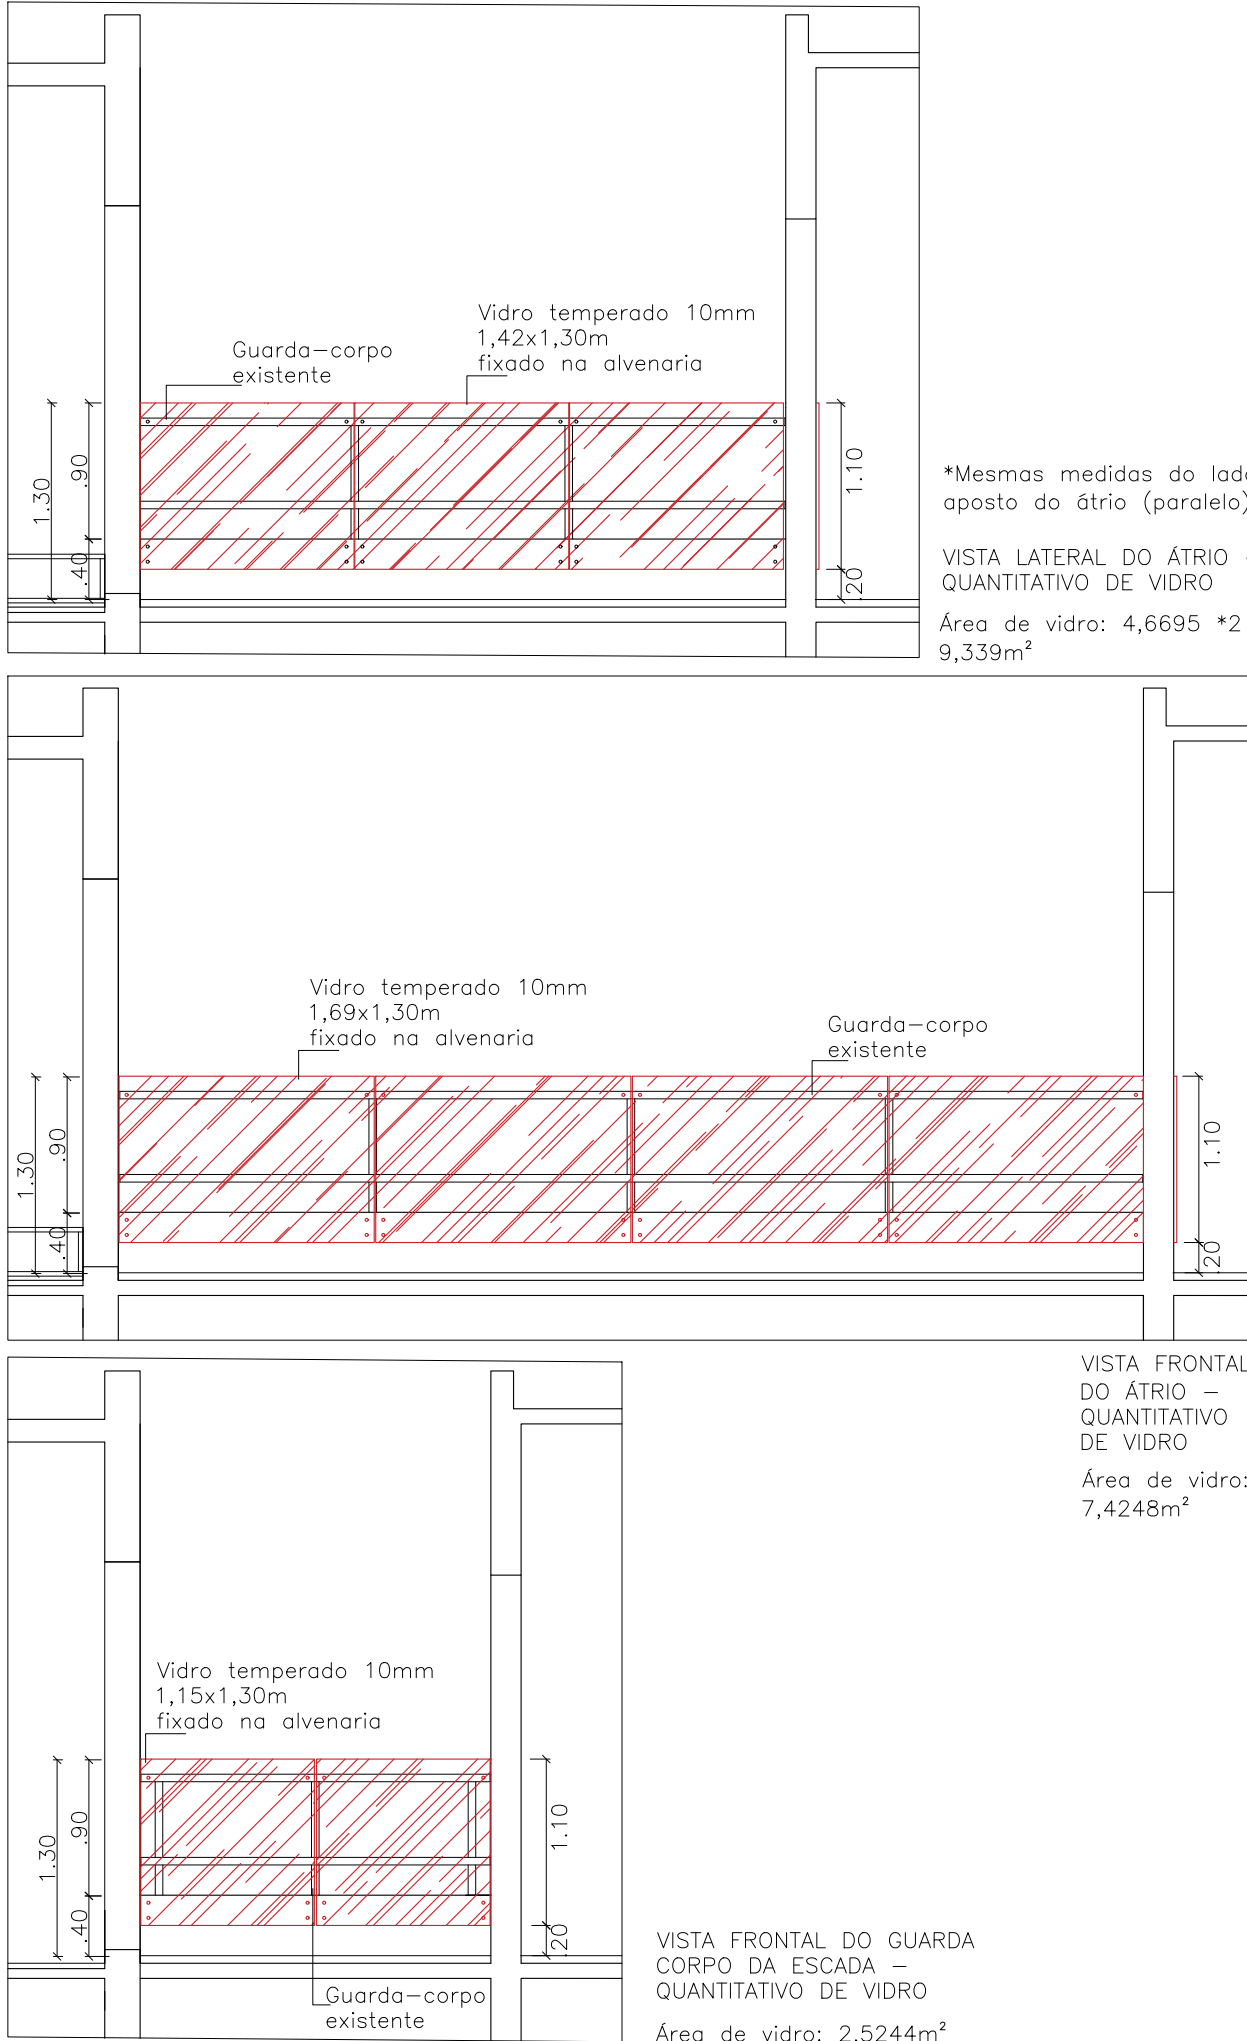 Vidro temperado 10mm
1,42x1,30m
fixado na alvenaria
Guarda-corpo
existente
1.30
.90
.40
1.10
.20
*Mesmas medidas do lado
aposto do átrio (paralelo)
VISTA LATERAL DO ÁTRIO
QUANTITATIVO DE VIDRO
Área de vidro: 4,6695 *2
9,339m²
Vidro temperado 10mm
1,69x1,30m
fixado na alvenaria
Guarda-corpo
existente
1.30
.90
.40
1.10
.20
VISTA FRONTAL
DO ÁTRIO -
QUANTITATIVO
DE VIDRO
Área de vidro:
7,4248m²
Vidro temperado 10mm
1,15x1,30m
fixado na alvenaria
1.30
.90
.40
1.10
.20
Guarda-corpo
existente
VISTA FRONTAL DO GUARDA
CORPO DA ESCADA -
QUANTITATIVO DE VIDRO
Área de vidro: 2,5244m²